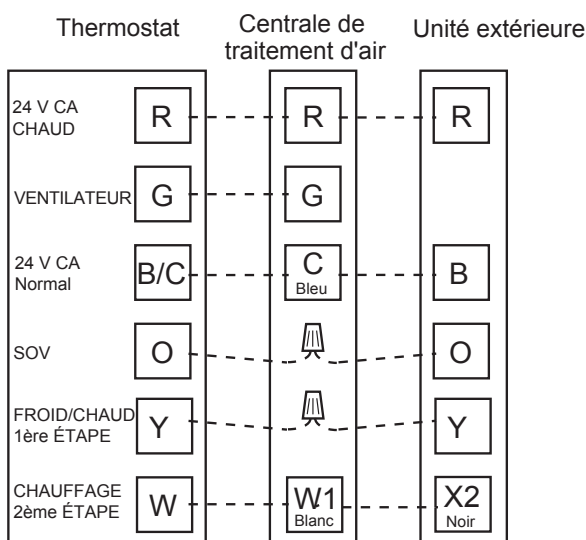 Thermostat
Centrale de
traitement d'air
Unité extérieure
24 V CA
CHAUD
R
R
R
VENTILATEUR
G
G
24 V CA
Normal
B/C
C
Bleu
B
SOV
O
O
FROID/CHAUD
1ère ÉTAPE
Y
Y
CHAUFFAGE
2ème ÉTAPE
W
W1
Blanc
X2
Noir